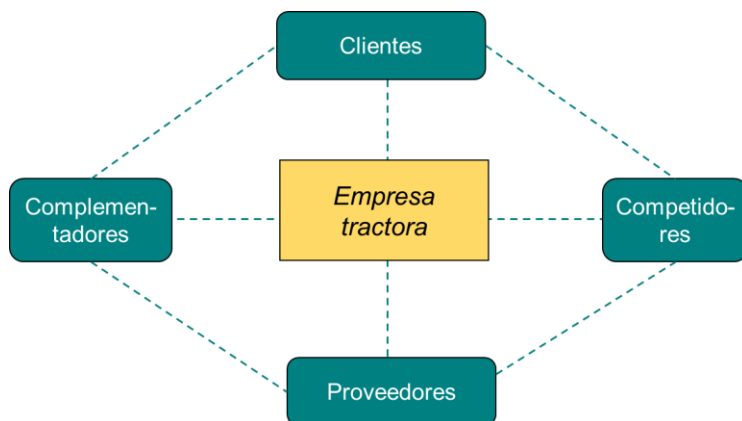 Clientes
Complemen-
tadores
Empresa
tractora
Competido-
res
Proveedores